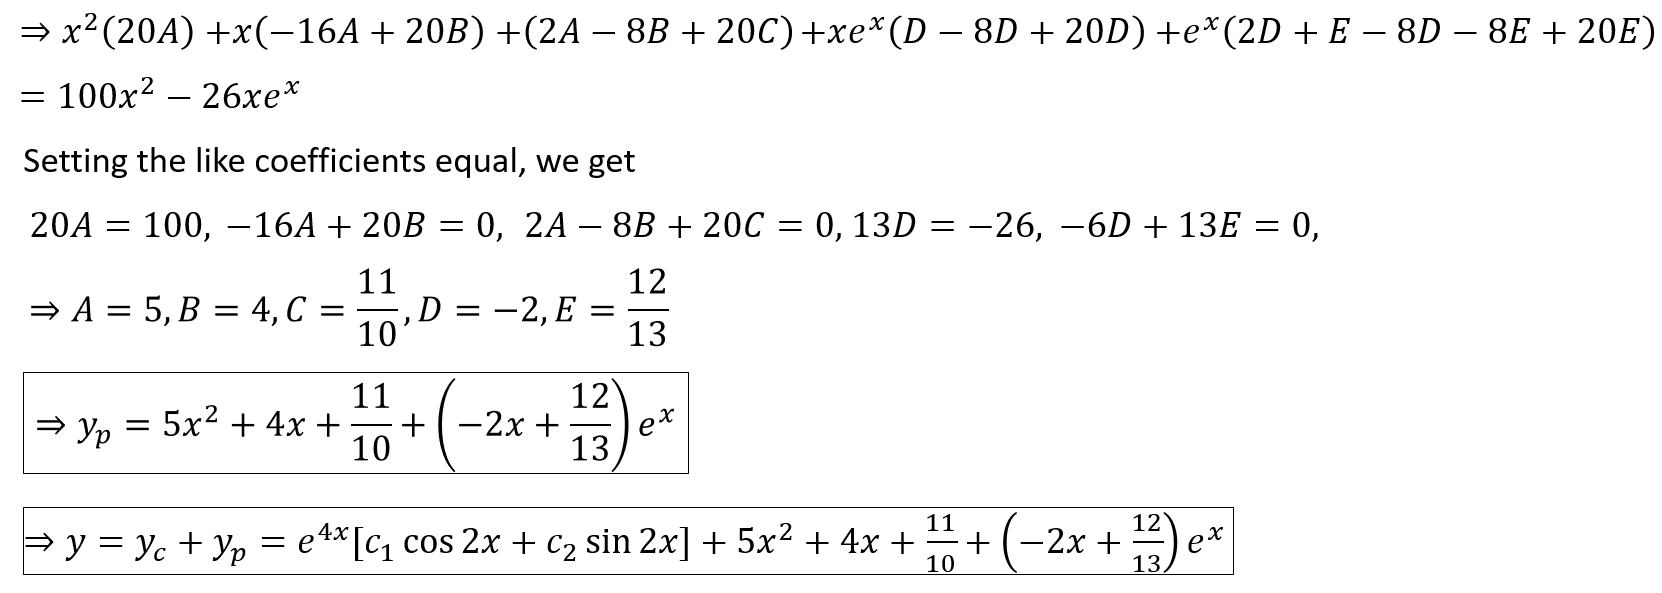 ⇒ x²(20A) +x(−16A + 20B) +(2A − 8B + 20C)+xeˣ(D − 8D + 20D) +eˣ(2D + E − 8D − 8E + 20E)
= 100x² − 26xeˣ
Setting the like coefficients equal, we get
20A = 100, −16A + 20B = 0, 2A − 8B + 20C = 0, 13D = −26, −6D + 13E = 0,
⇒ A = 5, B = 4, C = 11/10, D = −2, E = 12/13
⇒ yₚ = 5x² + 4x + 11/10 + (−2x + 12/13) eˣ
⇒ y = y_c + yₚ = e⁴ˣ[c₁ cos 2x + c₂ sin 2x] + 5x² + 4x + 11/10 + (−2x + 12/13) eˣ